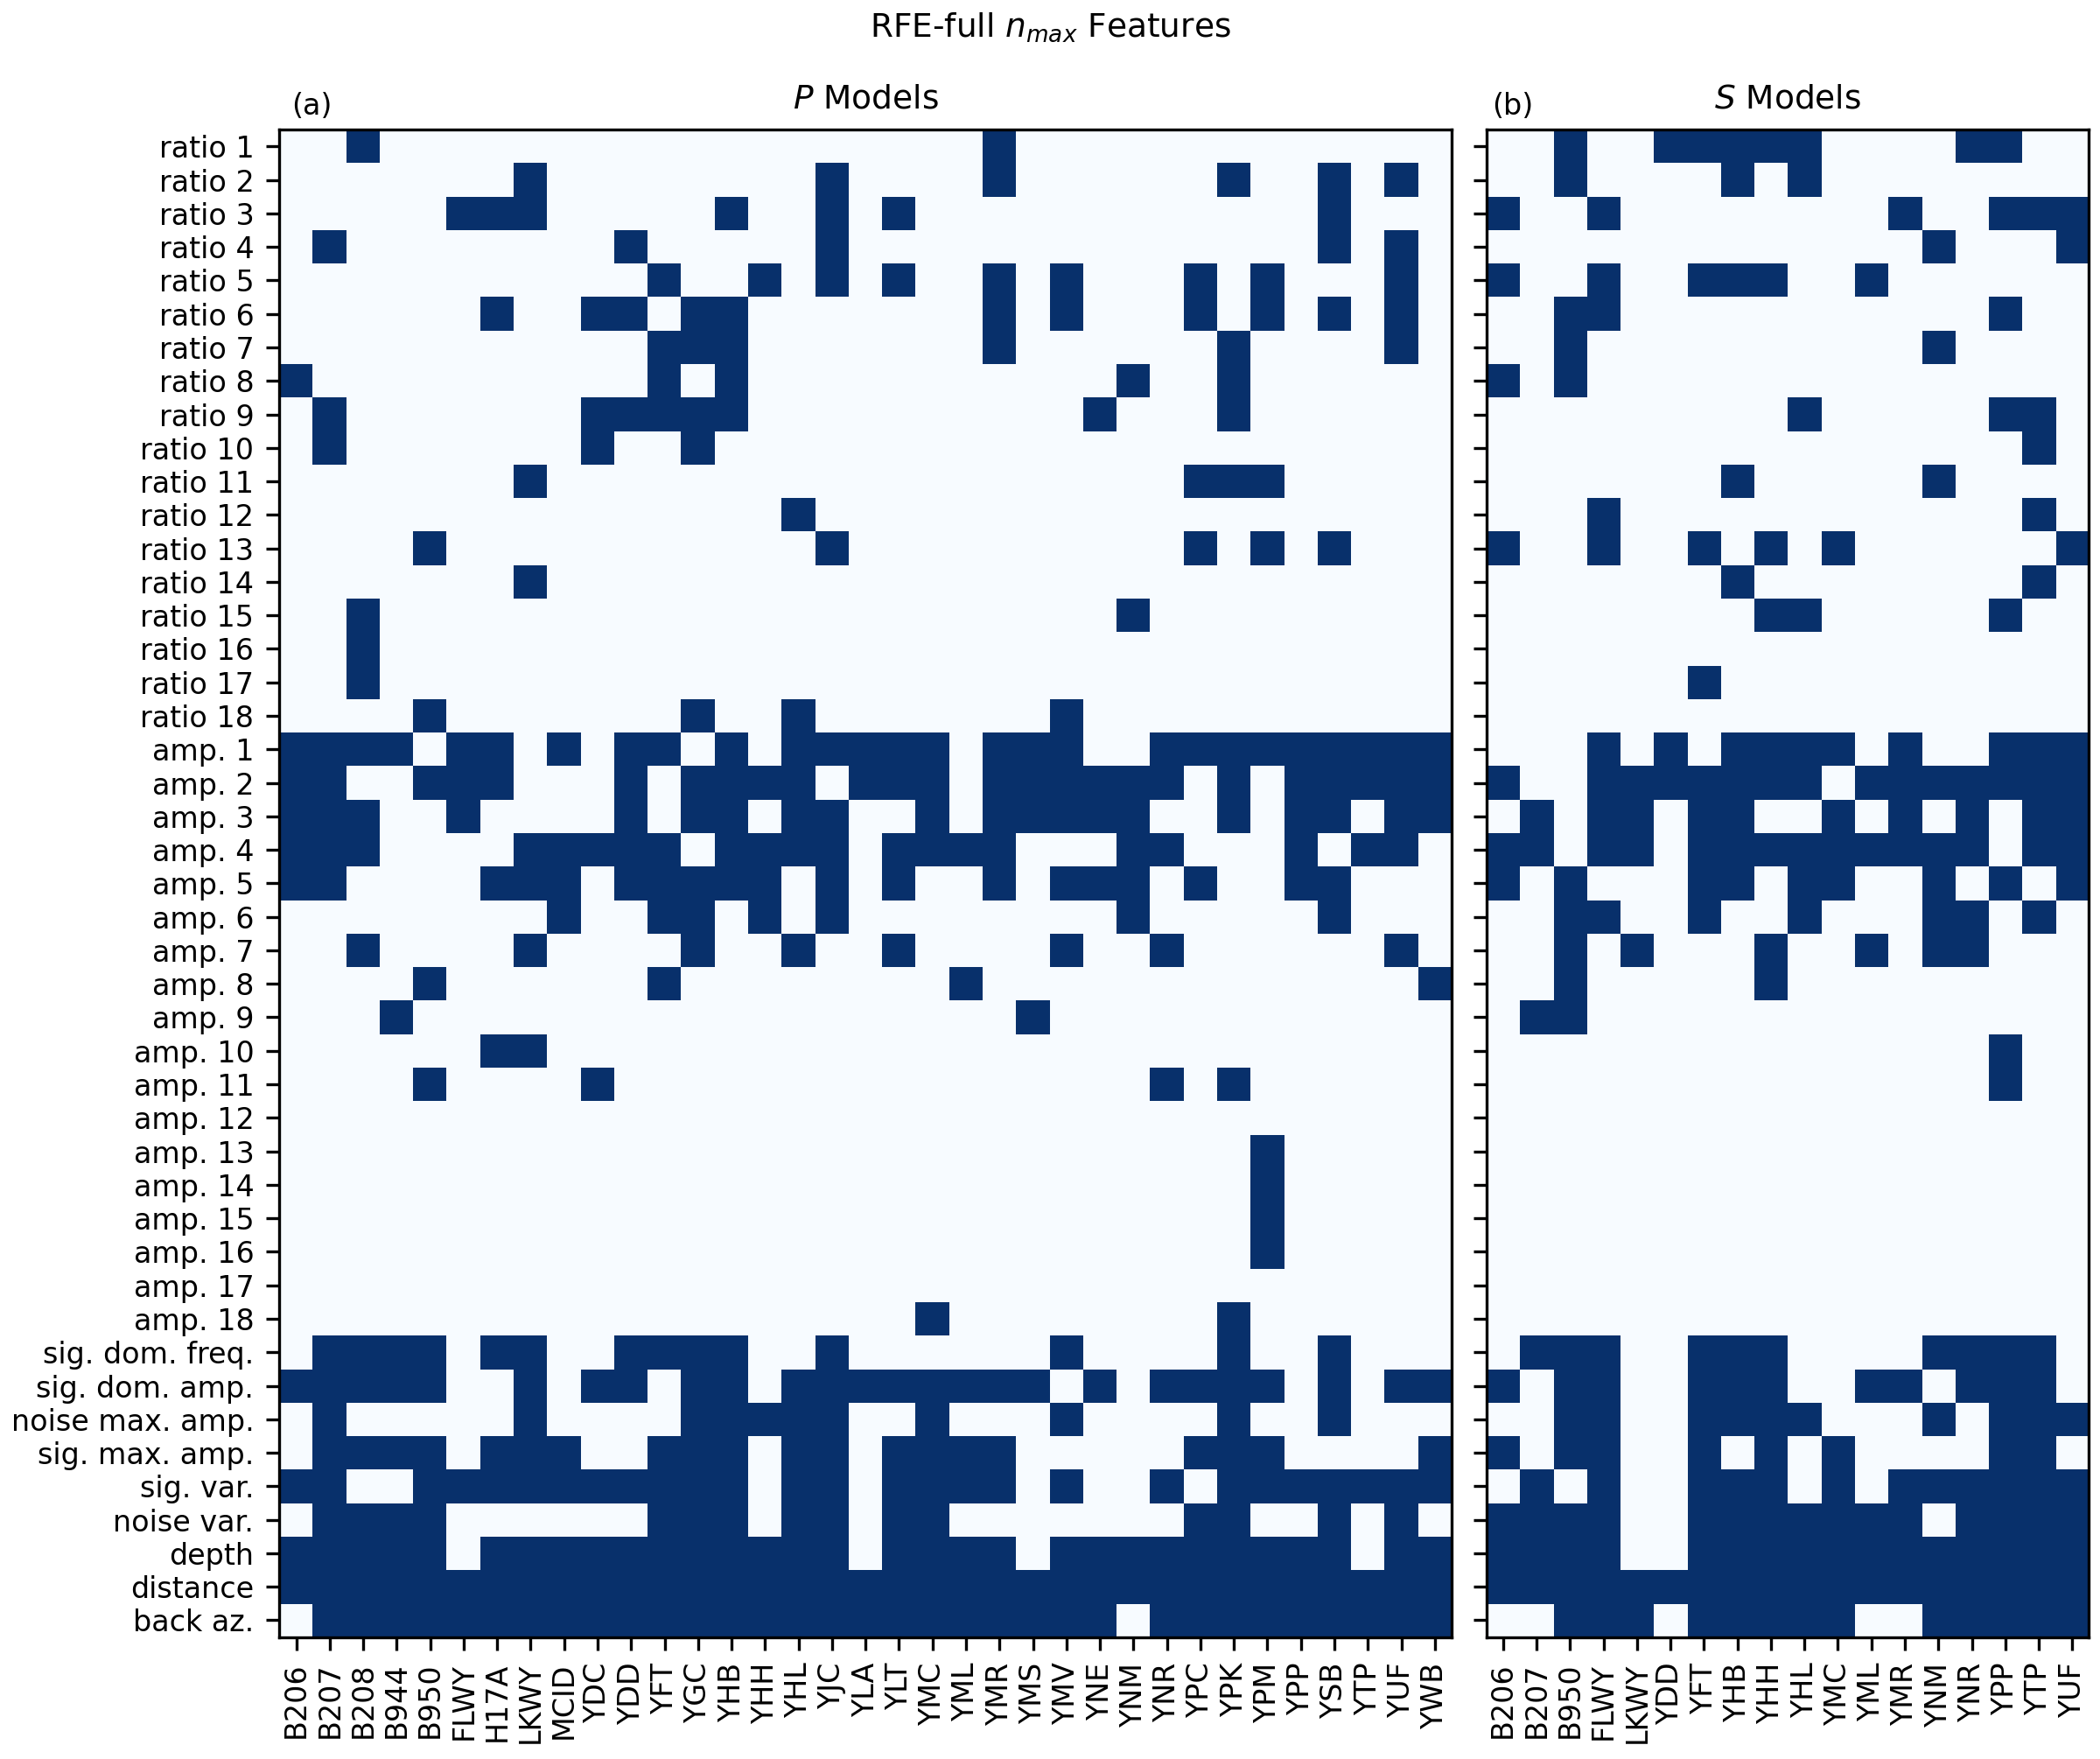 RFE-full n_max Features
(a)
P Models
(b)
S Models
ratio 1
ratio 2
ratio 3
ratio 4
ratio 5
ratio 6
ratio 7
ratio 8
ratio 9
ratio 10
ratio 11
ratio 12
ratio 13
ratio 14
ratio 15
ratio 16
ratio 17
ratio 18
amp. 1
amp. 2
amp. 3
amp. 4
amp. 5
amp. 6
amp. 7
amp. 8
amp. 9
amp. 10
amp. 11
amp. 12
amp. 13
amp. 14
amp. 15
amp. 16
amp. 17
amp. 18
sig. dom. freq.
sig. dom. amp.
noise max. amp.
sig. max. amp.
sig. var.
noise var.
depth
distance
back az.
B206
B207
B208
B944
B950
FLWY
H17A
LKWY
MCID
YDC
YDD
YFT
YGC
YHB
YHH
YHL
YJC
YLA
YLT
YMC
YML
YMR
YMS
YMV
YNE
YNM
YNR
YPC
YPK
YPM
YPP
YSB
YTP
YUF
YWB
B206
B207
B950
FLWY
LKWY
YDD
YFT
YHB
YHH
YHL
YMC
YML
YMR
YNM
YNR
YPP
YTP
YUF